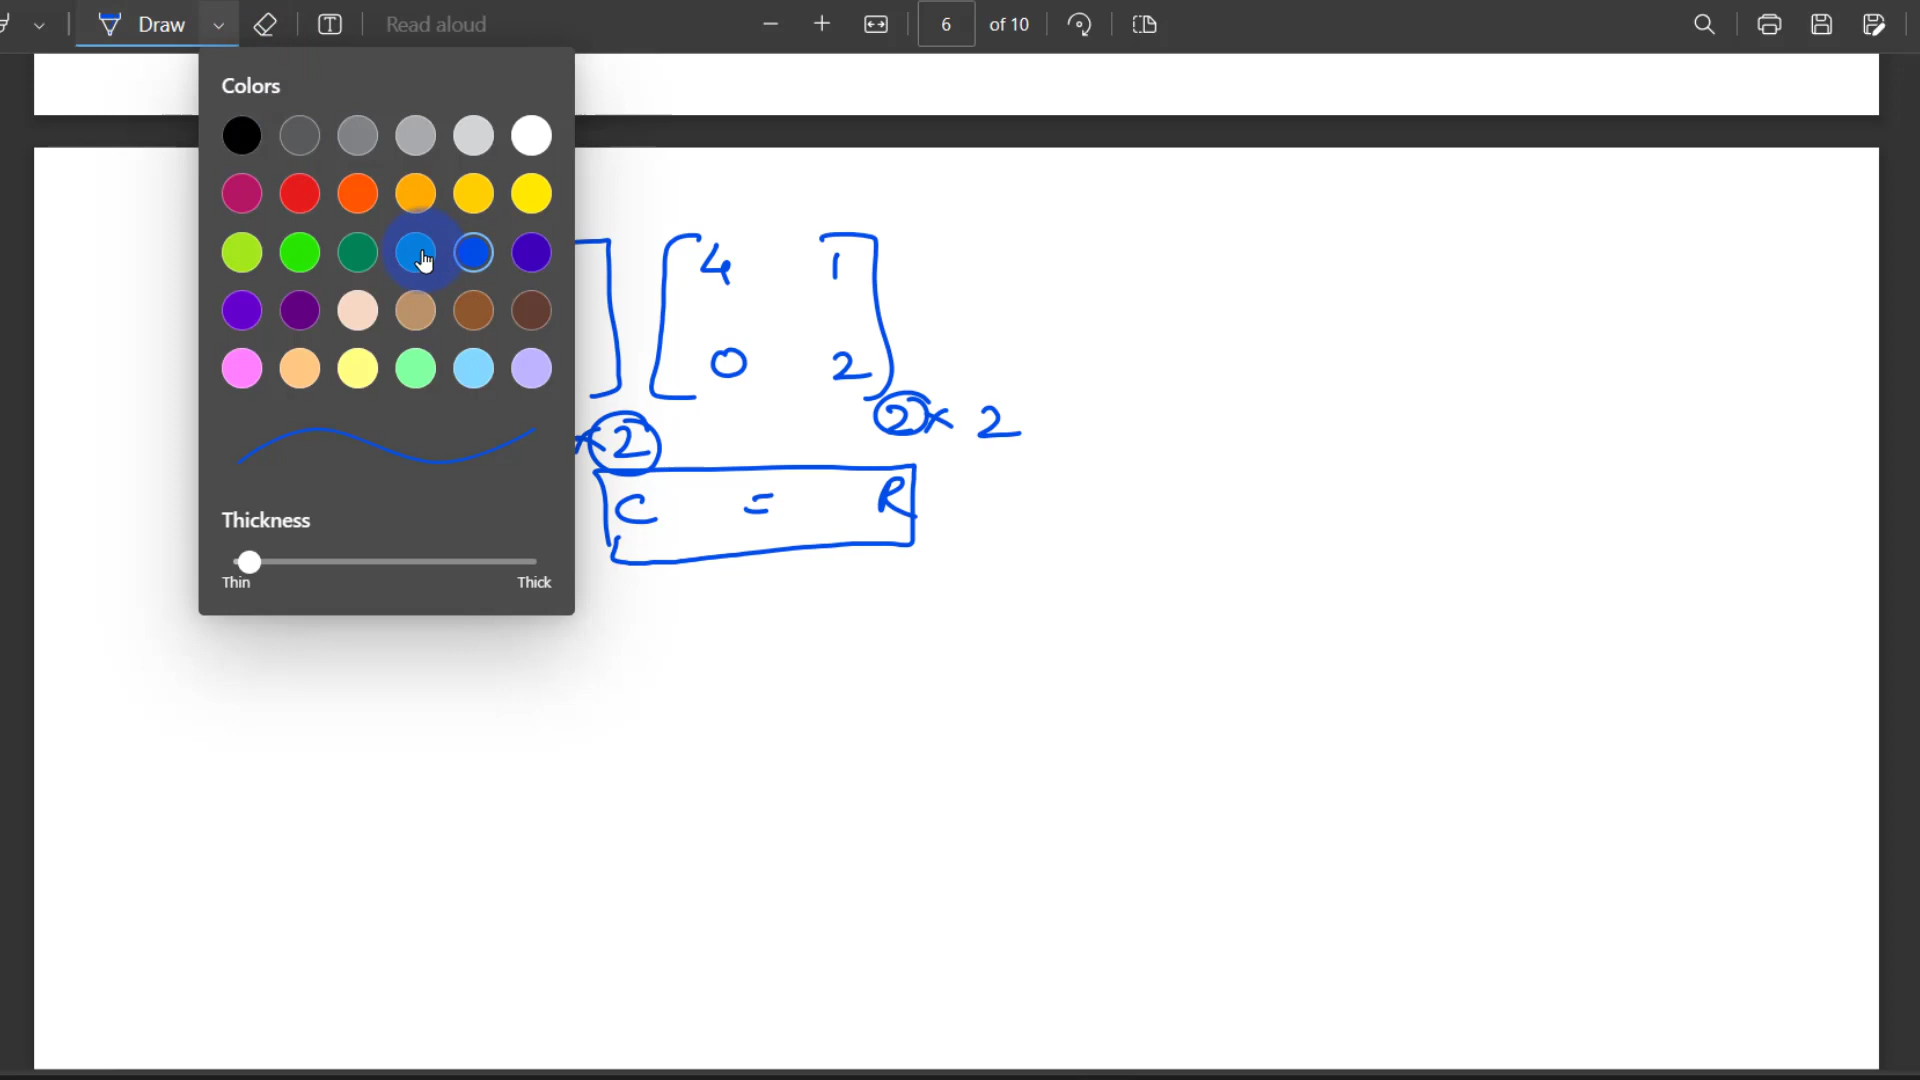 Draw Read aloud 6 of 10
Colors
4 1
0 2
2 × 2
× 2
C = R
Thickness
Thin Thick